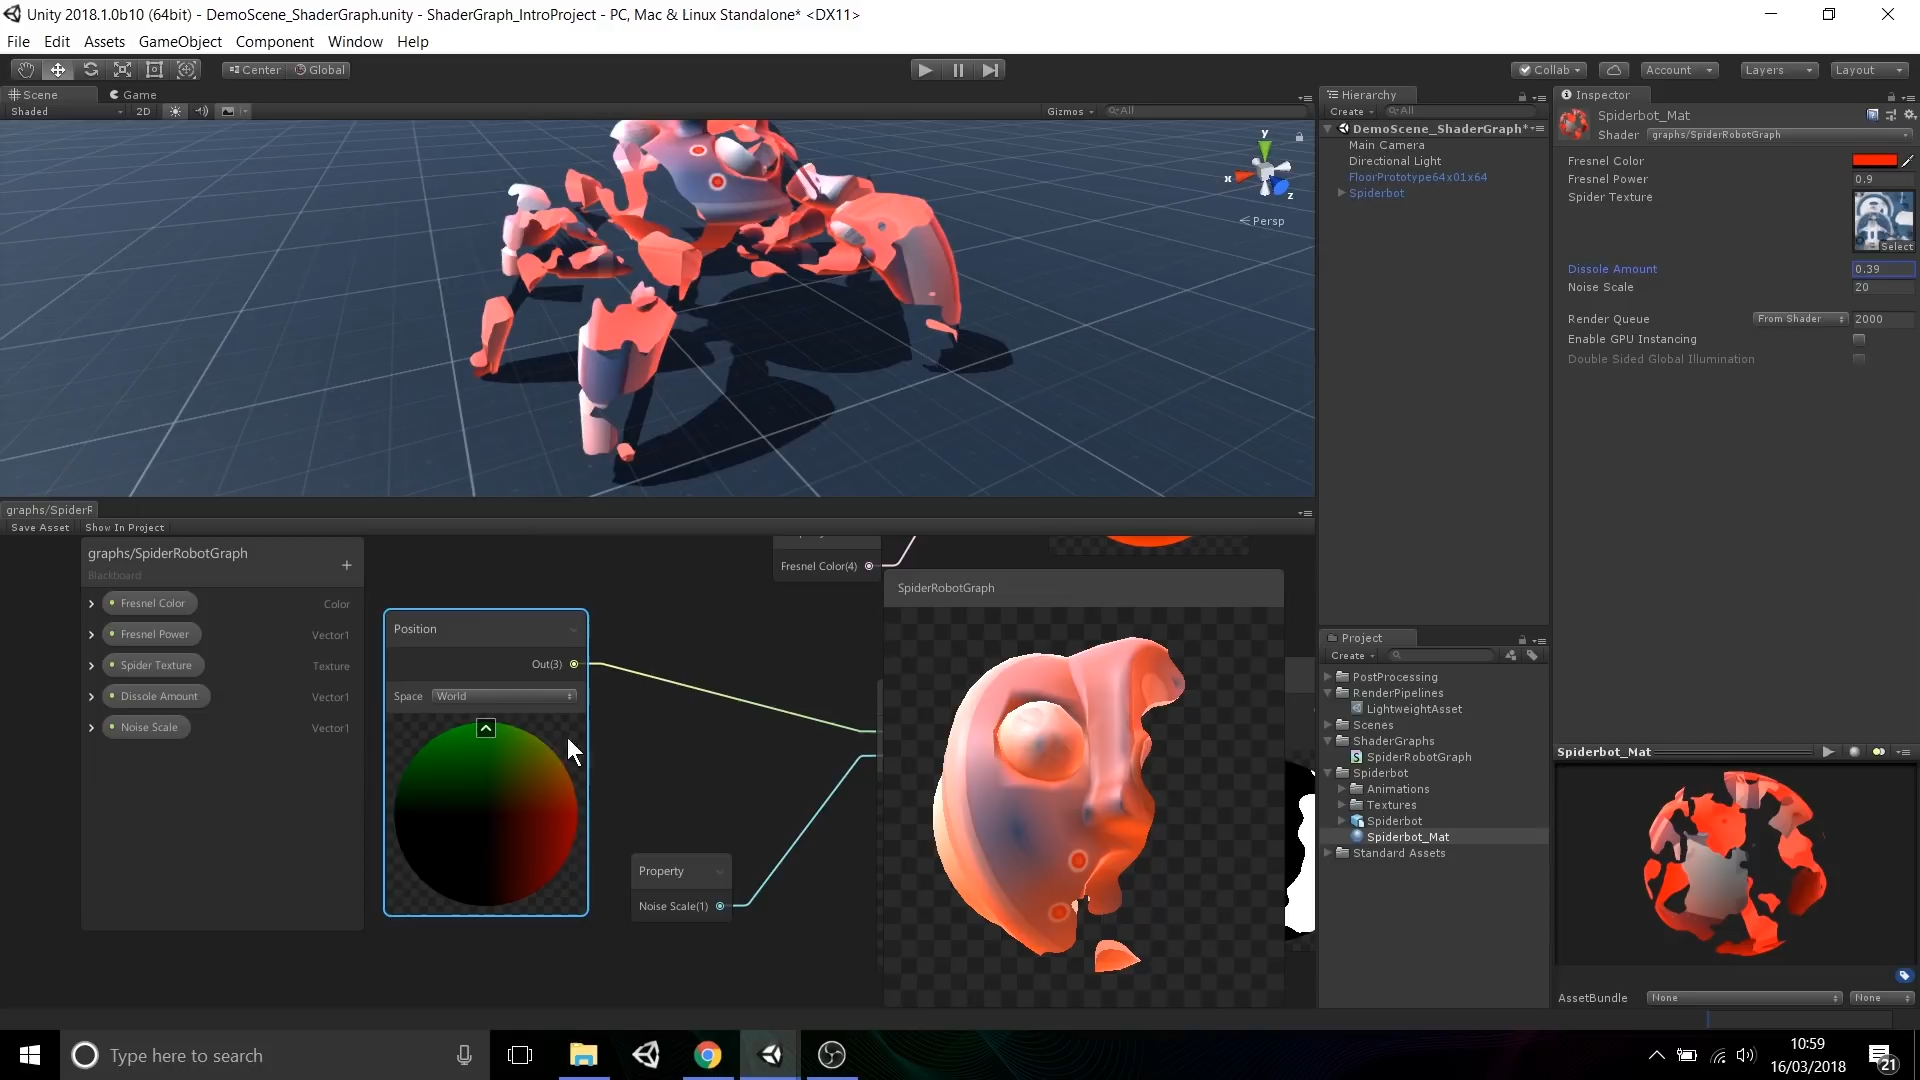 Unity 2018.1.0b10 (64bit) - DemoScene_ShaderGraph.unity - ShaderGraph_IntroProject - PC, Mac & Linux Standalone* <DX11>
File Edit Assets GameObject Component Window Help
Center Global Collab Account Layers Layout
Scene Game
Shaded 2D Gizmos All
y
x
z
Persp
Hierarchy
Create All
DemoScene_ShaderGraph*
Main Camera
Directional Light
FloorPrototype64x01x64
Spiderbot
Inspector
Spiderbot_Mat
Shader graphs/SpiderRobotGraph
Fresnel Color
Fresnel Power 0.9
Spider Texture
Select
Dissole Amount 0.39
Noise Scale 20
Render Queue From Shader 2000
Enable GPU Instancing
Double Sided Global Illumination
graphs/SpiderR
Save Asset Show In Project
graphs/SpiderRobotGraph
Blackboard
Fresnel Color Color
Fresnel Power Vector1
Spider Texture Texture
Dissole Amount Vector1
Noise Scale Vector1
Position
Out(3)
Space World
Property
Noise Scale(1)
Fresnel Color(4)
SpiderRobotGraph
Project
Create
PostProcessing
RenderPipelines
LightweightAsset
Scenes
ShaderGraphs
SpiderRobotGraph
Spiderbot
Animations
Textures
Spiderbot
Spiderbot_Mat
Standard Assets
Spiderbot_Mat
AssetBundle None None
Type here to search
10:59
16/03/2018
21